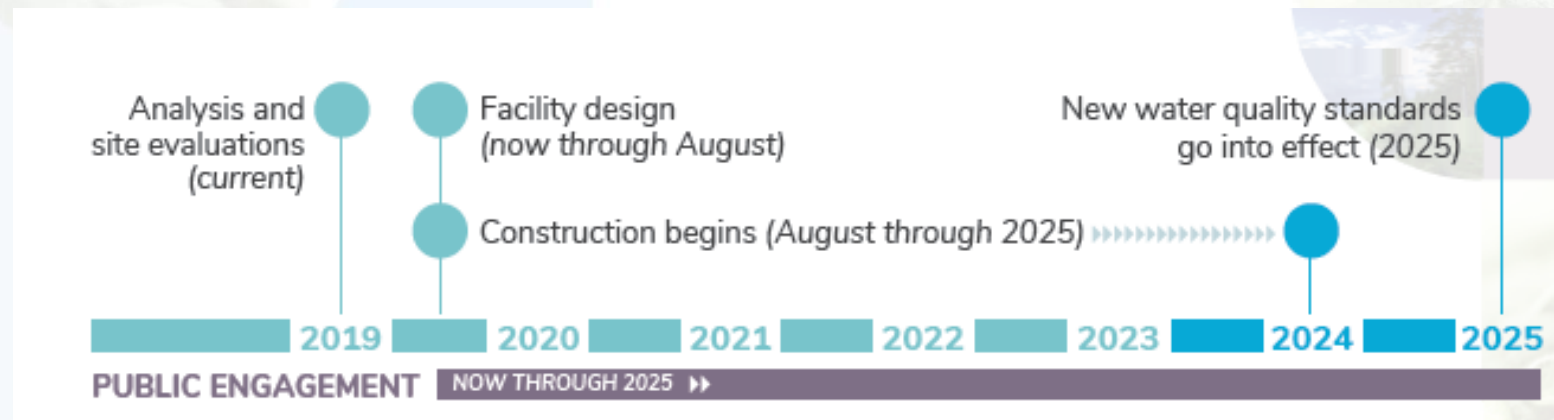 Analysis and
site evaluations
(current)
Facility design
(now through August)
New water quality standards
go into effect (2025)
Construction begins (August through 2025)
2019 2020 2021 2022 2023 2024 2025
PUBLIC ENGAGEMENT NOW THROUGH 2025